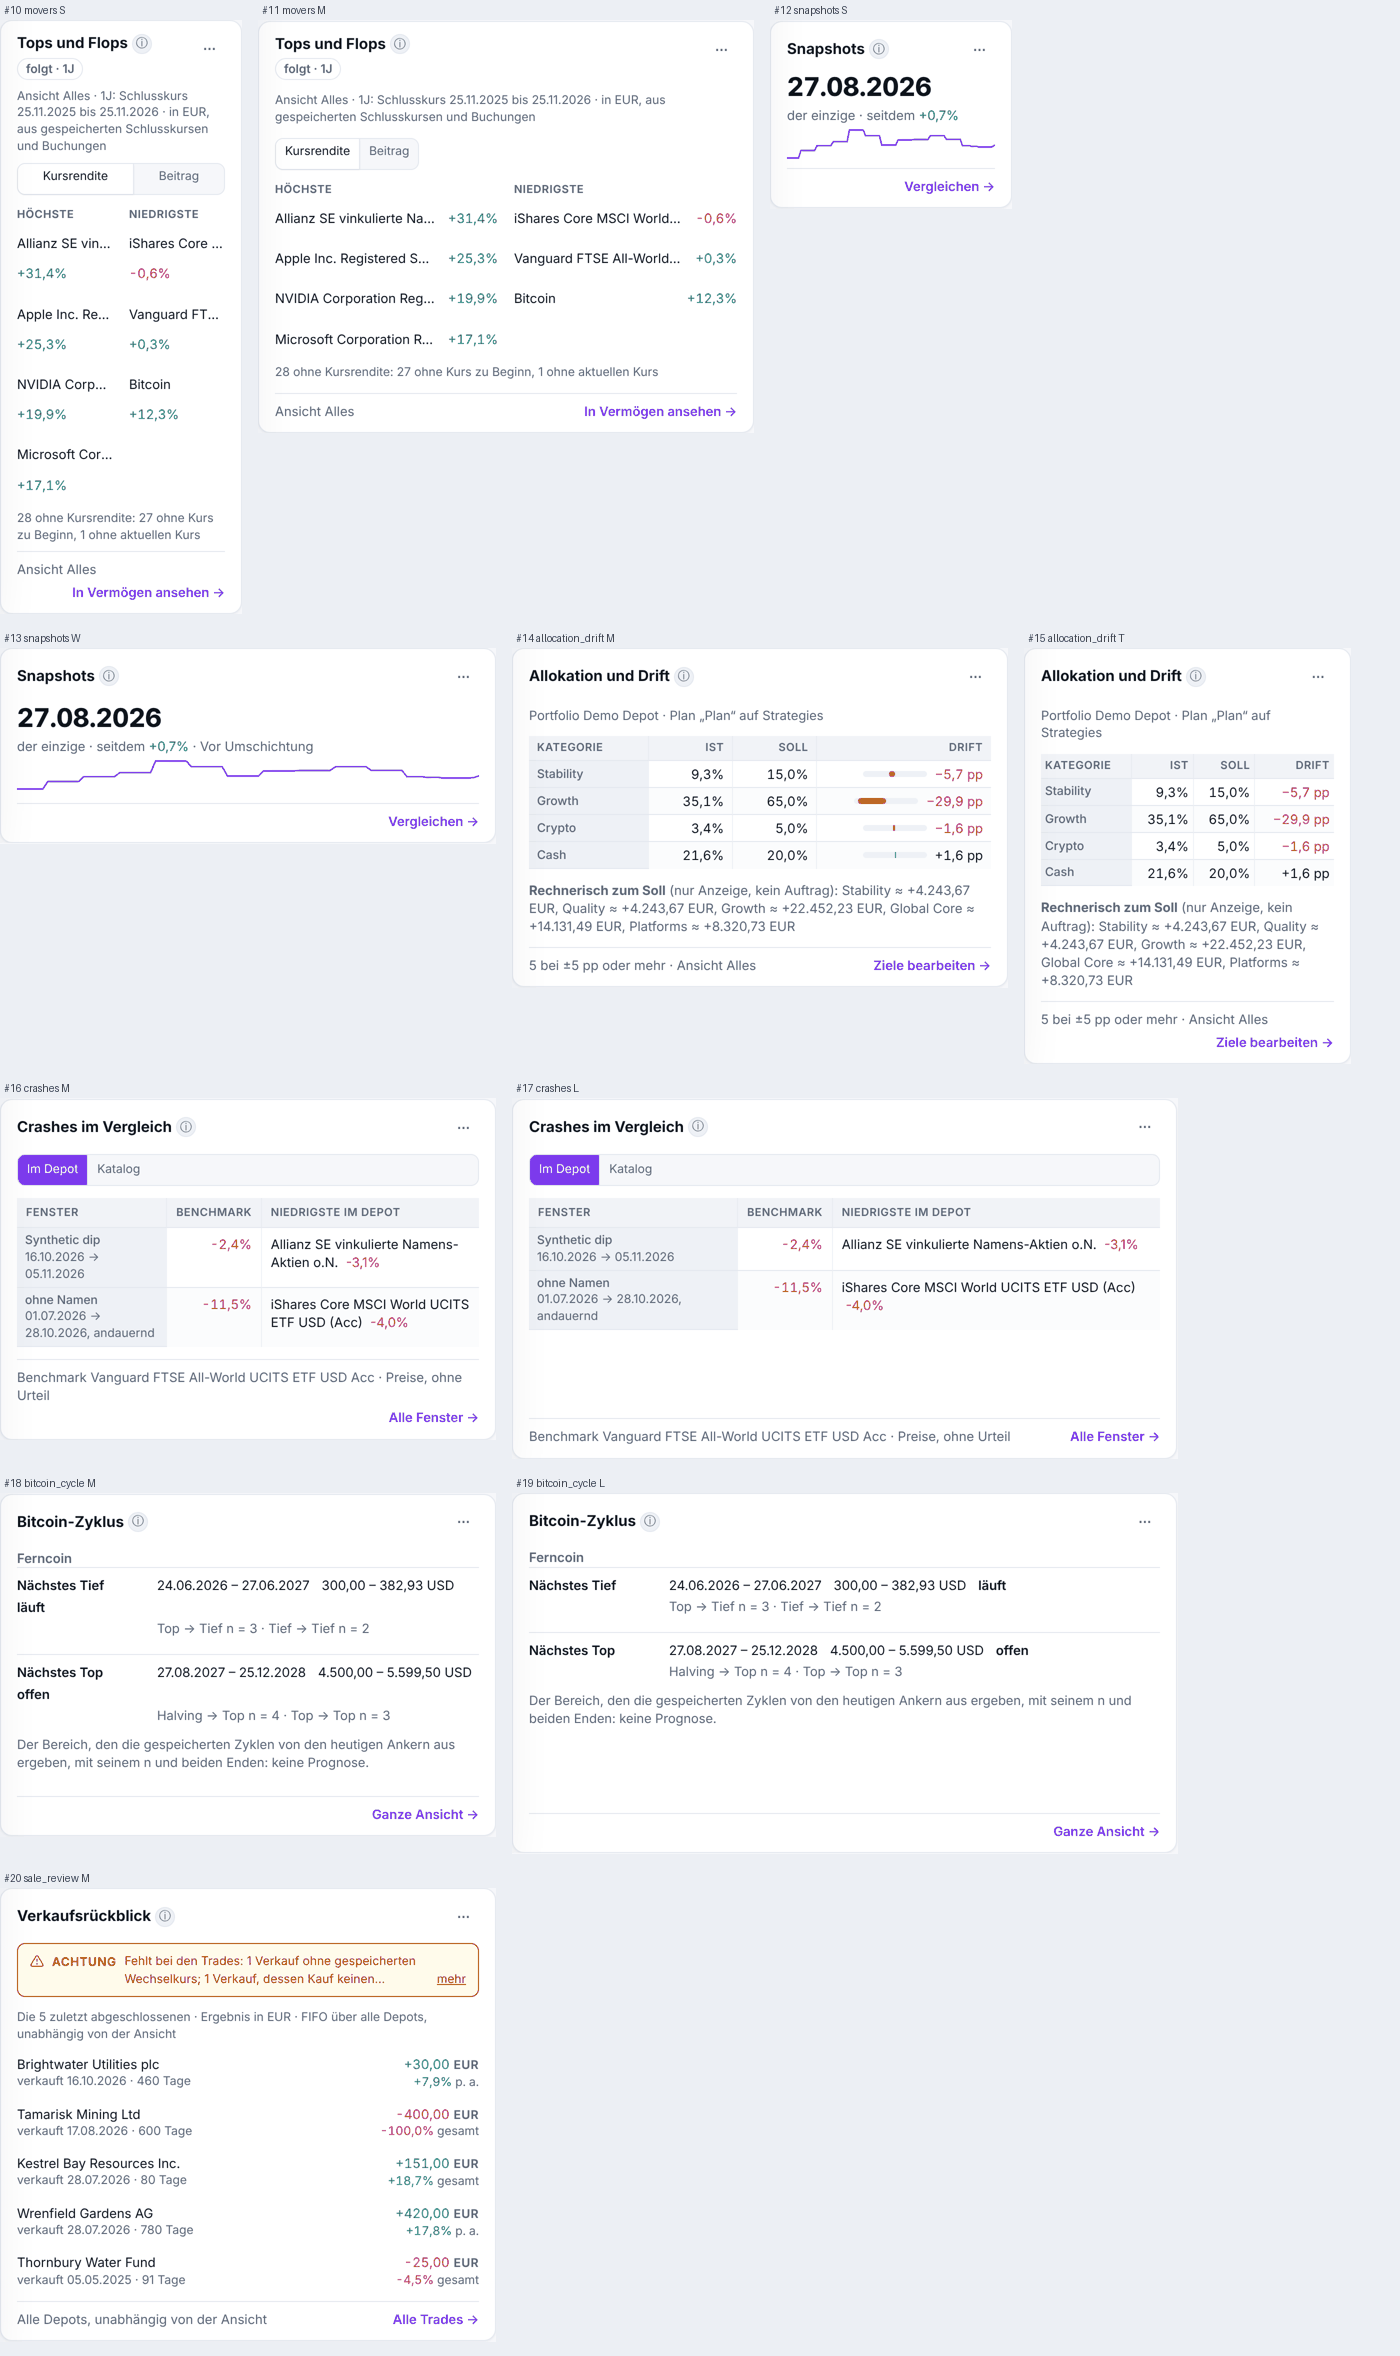 #10 movers S
Tops und Flops ⓘ
...
folgt · 1J
Ansicht Alles · 1J: Schlusskurs
25.11.2025 bis 25.11.2026 · in EUR,
aus gespeicherten Schlusskursen
und Buchungen
Kursrendite Beitrag
HÖCHSTE NIEDRIGSTE
Allianz SE vin... iShares Core ...
+31,4% -0,6%
Apple Inc. Re... Vanguard FT...
+25,3% +0,3%
NVIDIA Corp... Bitcoin
+19,9% +12,3%
Microsoft Cor...
+17,1%
28 ohne Kursrendite: 27 ohne Kurs
zu Beginn, 1 ohne aktuellen Kurs
Ansicht Alles
In Vermögen ansehen →
#11 movers M
Tops und Flops ⓘ
...
folgt · 1J
Ansicht Alles · 1J: Schlusskurs 25.11.2025 bis 25.11.2026 · in EUR, aus
gespeicherten Schlusskursen und Buchungen
Kursrendite Beitrag
HÖCHSTE NIEDRIGSTE
Allianz SE vinkulierte Na... +31,4% iShares Core MSCI World... -0,6%
Apple Inc. Registered S... +25,3% Vanguard FTSE All-World... +0,3%
NVIDIA Corporation Reg... +19,9% Bitcoin +12,3%
Microsoft Corporation R... +17,1%
28 ohne Kursrendite: 27 ohne Kurs zu Beginn, 1 ohne aktuellen Kurs
Ansicht Alles In Vermögen ansehen →
#12 snapshots S
Snapshots ⓘ
...
27.08.2026
der einzige · seitdem +0,7%
Vergleichen →
#13 snapshots W
Snapshots ⓘ
...
27.08.2026
der einzige · seitdem +0,7% · Vor Umschichtung
Vergleichen →
#14 allocation_drift M
Allokation und Drift ⓘ
...
Portfolio Demo Depot · Plan „Plan“ auf Strategies
KATEGORIE IST SOLL DRIFT
Stability 9,3% 15,0% −5,7 pp
Growth 35,1% 65,0% −29,9 pp
Crypto 3,4% 5,0% −1,6 pp
Cash 21,6% 20,0% +1,6 pp
Rechnerisch zum Soll (nur Anzeige, kein Auftrag): Stability ≈ +4.243,67
EUR, Quality ≈ +4.243,67 EUR, Growth ≈ +22.452,23 EUR, Global Core ≈
+14.131,49 EUR, Platforms ≈ +8.320,73 EUR
5 bei ±5 pp oder mehr · Ansicht Alles Ziele bearbeiten →
#15 allocation_drift T
Allokation und Drift ⓘ
...
Portfolio Demo Depot · Plan „Plan“ auf
Strategies
KATEGORIE IST SOLL DRIFT
Stability 9,3% 15,0% −5,7 pp
Growth 35,1% 65,0% −29,9 pp
Crypto 3,4% 5,0% −1,6 pp
Cash 21,6% 20,0% +1,6 pp
Rechnerisch zum Soll (nur Anzeige, kein
Auftrag): Stability ≈ +4.243,67 EUR, Quality ≈
+4.243,67 EUR, Growth ≈ +22.452,23 EUR,
Global Core ≈ +14.131,49 EUR, Platforms ≈
+8.320,73 EUR
5 bei ±5 pp oder mehr · Ansicht Alles
Ziele bearbeiten →
#16 crashes M
Crashes im Vergleich ⓘ
...
Im Depot Katalog
FENSTER BENCHMARK NIEDRIGSTE IM DEPOT
Synthetic dip
16.10.2026 →
05.11.2026
-2,4%
Allianz SE vinkulierte Namens-
Aktien o.N. -3,1%
ohne Namen
01.07.2026 →
28.10.2026, andauernd
-11,5%
iShares Core MSCI World UCITS
ETF USD (Acc) -4,0%
Benchmark Vanguard FTSE All-World UCITS ETF USD Acc · Preise, ohne
Urteil
Alle Fenster →
#17 crashes L
Crashes im Vergleich ⓘ
...
Im Depot Katalog
FENSTER BENCHMARK NIEDRIGSTE IM DEPOT
Synthetic dip
16.10.2026 → 05.11.2026
-2,4%
Allianz SE vinkulierte Namens-Aktien o.N. -3,1%
ohne Namen
01.07.2026 → 28.10.2026,
andauernd
-11,5%
iShares Core MSCI World UCITS ETF USD (Acc)
-4,0%
Benchmark Vanguard FTSE All-World UCITS ETF USD Acc · Preise, ohne Urteil Alle Fenster →
#18 bitcoin_cycle M
Bitcoin-Zyklus ⓘ
...
Ferncoin
Nächstes Tief 24.06.2026 – 27.06.2027 300,00 – 382,93 USD
läuft
Top → Tief n = 3 · Tief → Tief n = 2
Nächstes Top 27.08.2027 – 25.12.2028 4.500,00 – 5.599,50 USD
offen
Halving → Top n = 4 · Top → Top n = 3
Der Bereich, den die gespeicherten Zyklen von den heutigen Ankern aus
ergeben, mit seinem n und beiden Enden: keine Prognose.
Ganze Ansicht →
#19 bitcoin_cycle L
Bitcoin-Zyklus ⓘ
...
Ferncoin
Nächstes Tief 24.06.2026 – 27.06.2027 300,00 – 382,93 USD läuft
Top → Tief n = 3 · Tief → Tief n = 2
Nächstes Top 27.08.2027 – 25.12.2028 4.500,00 – 5.599,50 USD offen
Halving → Top n = 4 · Top → Top n = 3
Der Bereich, den die gespeicherten Zyklen von den heutigen Ankern aus ergeben, mit seinem n und
beiden Enden: keine Prognose.
Ganze Ansicht →
#20 sale_review M
Verkaufsrückblick ⓘ
...
ACHTUNG Fehlt bei den Trades: 1 Verkauf ohne gespeicherten
Wechselkurs; 1 Verkauf, dessen Kauf keinen... mehr
Die 5 zuletzt abgeschlossenen · Ergebnis in EUR · FIFO über alle Depots,
unabhängig von der Ansicht
Brightwater Utilities plc +30,00 EUR
verkauft 16.10.2026 · 460 Tage +7,9% p. a.
Tamarisk Mining Ltd -400,00 EUR
verkauft 17.08.2026 · 600 Tage -100,0% gesamt
Kestrel Bay Resources Inc. +151,00 EUR
verkauft 28.07.2026 · 80 Tage +18,7% gesamt
Wrenfield Gardens AG +420,00 EUR
verkauft 28.07.2026 · 780 Tage +17,8% p. a.
Thornbury Water Fund -25,00 EUR
verkauft 05.05.2025 · 91 Tage -4,5% gesamt
Alle Depots, unabhängig von der Ansicht Alle Trades →